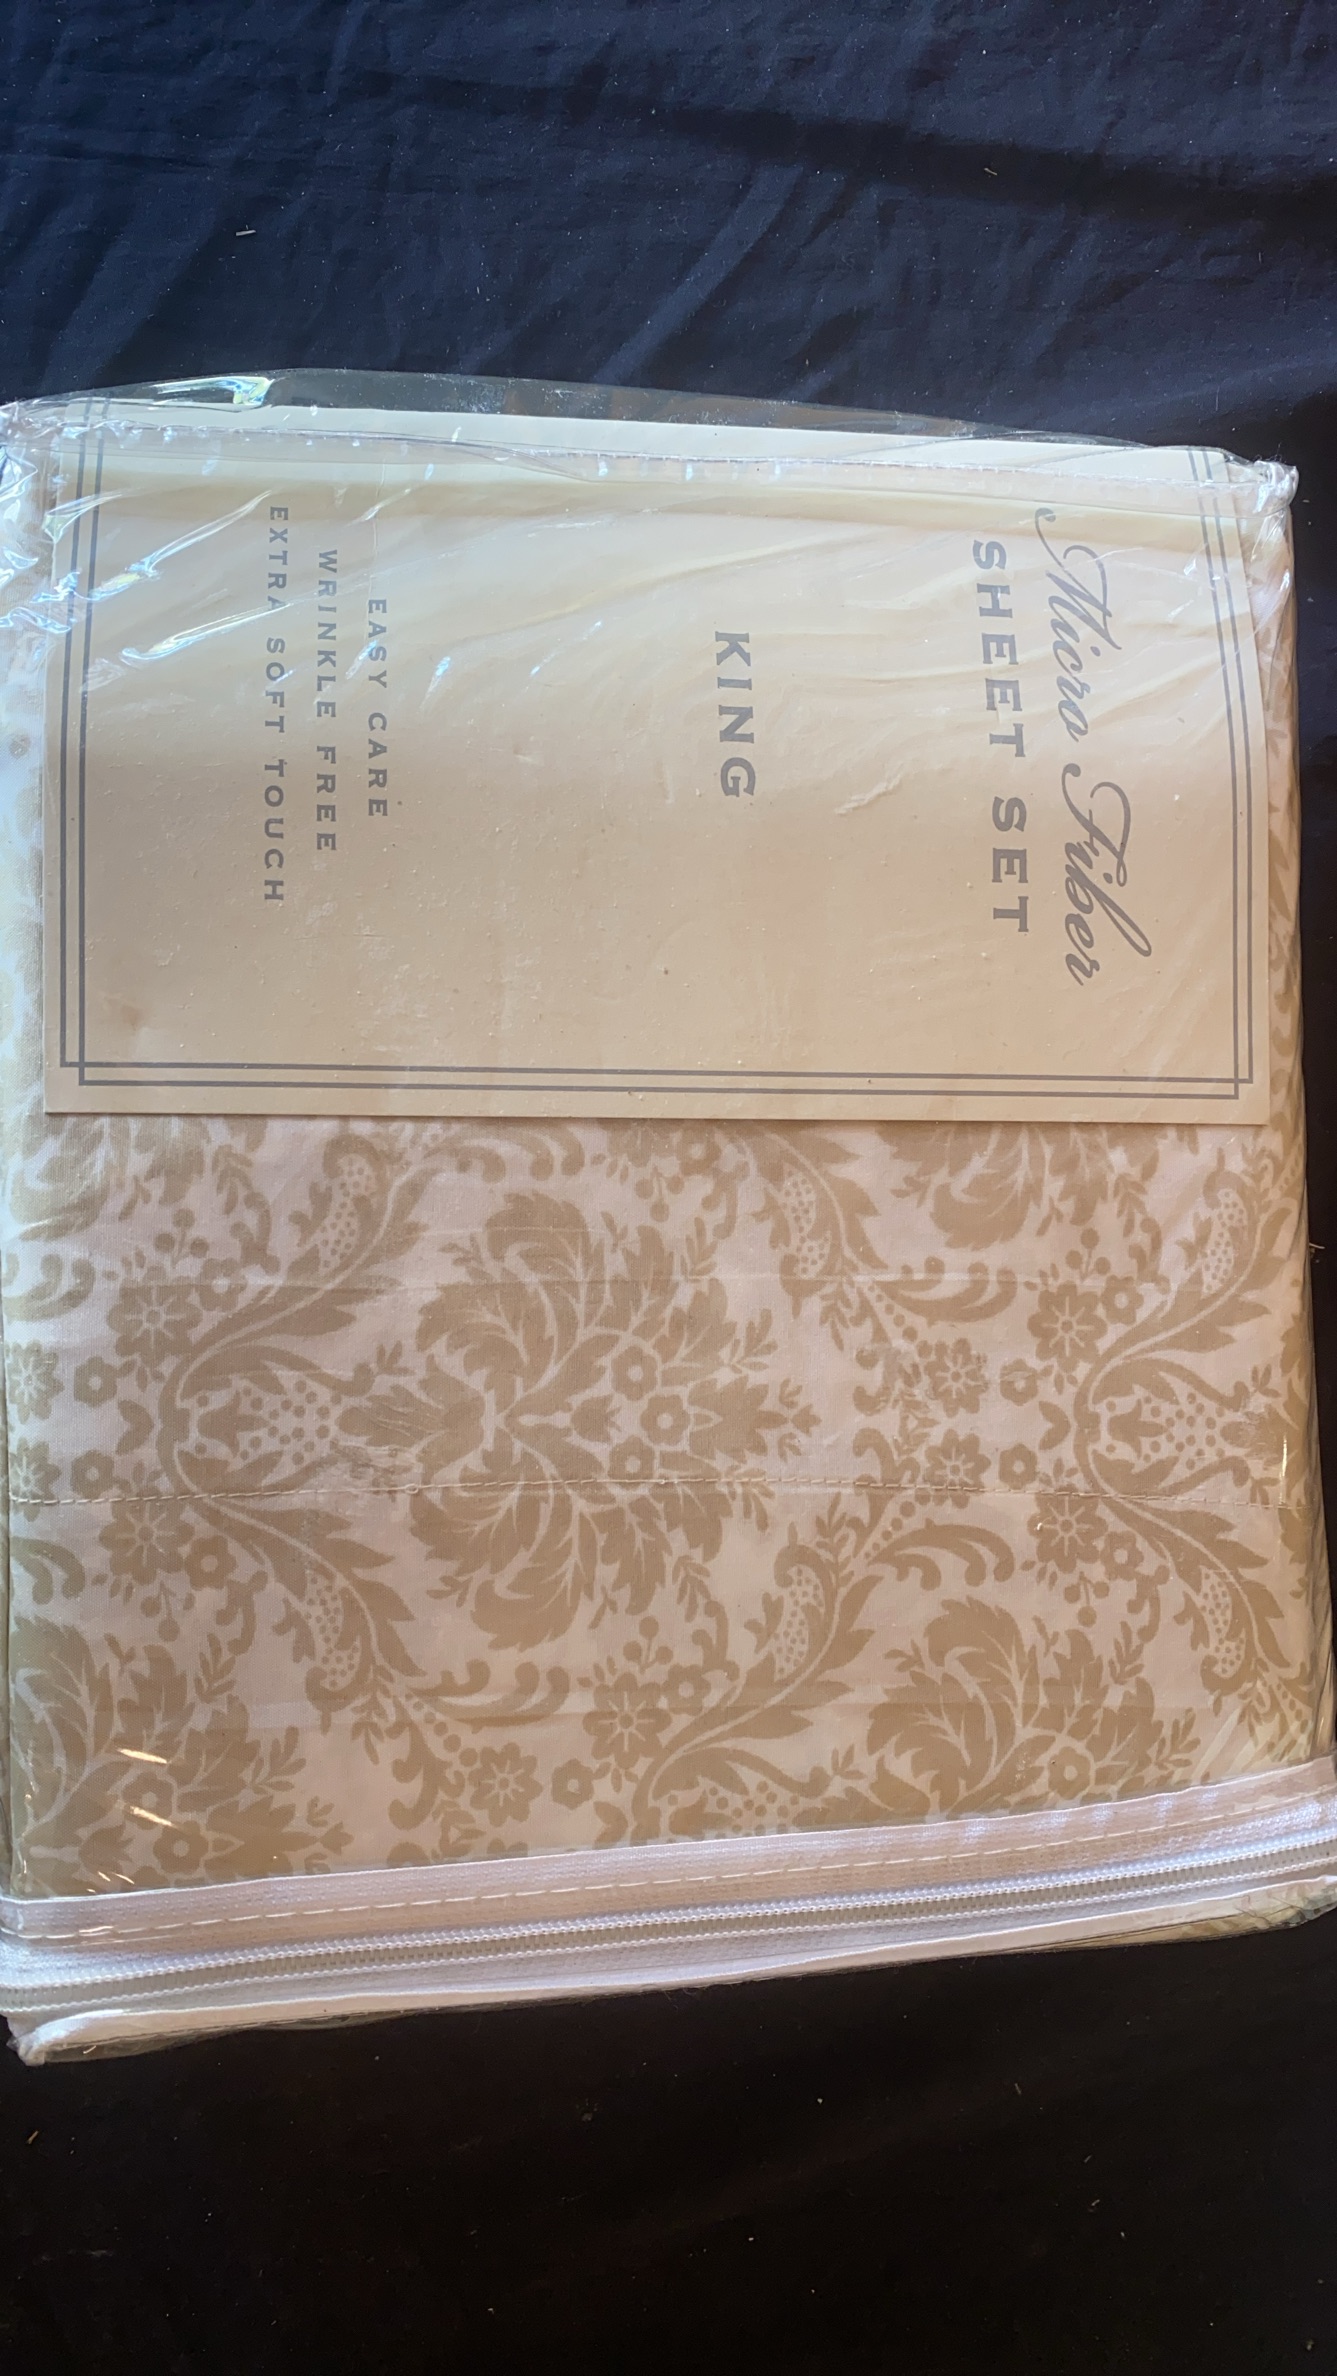 Micro Fiber
SHEET SET
KING
EASY CARE
WRINKLE FREE
EXTRA SOFT TOUCH